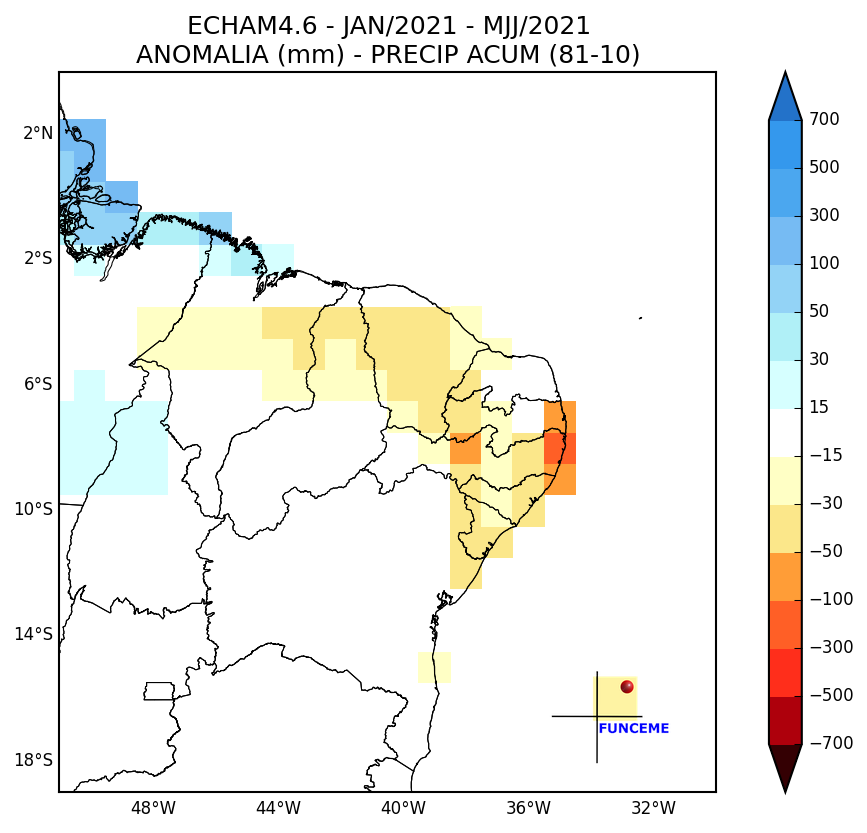 ECHAM4.6 - JAN/2021 - MJJ/2021
ANOMALIA (mm) - PRECIP ACUM (81-10)
2°N
2°S
6°S
10°S
14°S
18°S
48°W 44°W 40°W 36°W 32°W
700
500
300
100
50
30
15
−15
−30
−50
−100
−300
−500
−700
FUNCEME